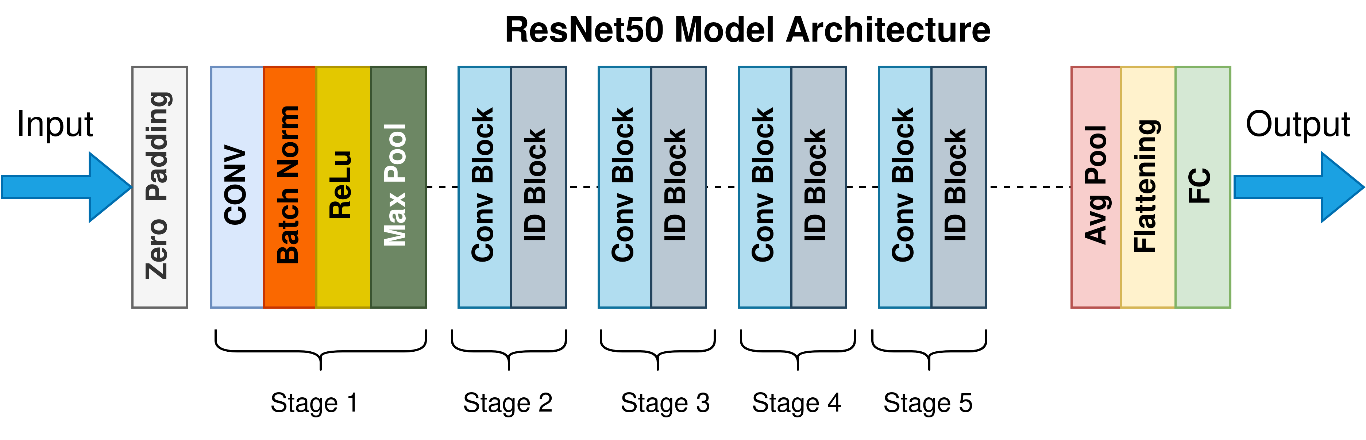 ResNet50 Model Architecture
Input
Zero Padding
CONV
Batch Norm
ReLu
Max Pool
Conv Block
ID Block
Conv Block
ID Block
Conv Block
ID Block
Conv Block
ID Block
Avg Pool
Flattening
FC
Output
Stage 1
Stage 2
Stage 3
Stage 4
Stage 5